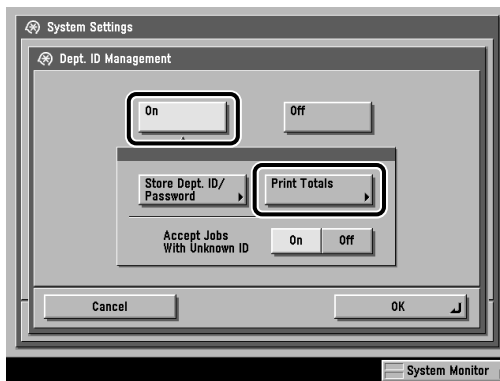 System Settings
Dept. ID Management
On
Off
Store Dept. ID/
Password
Print Totals
Accept Jobs
With Unknown ID
On
Off
Cancel
OK
System Monitor